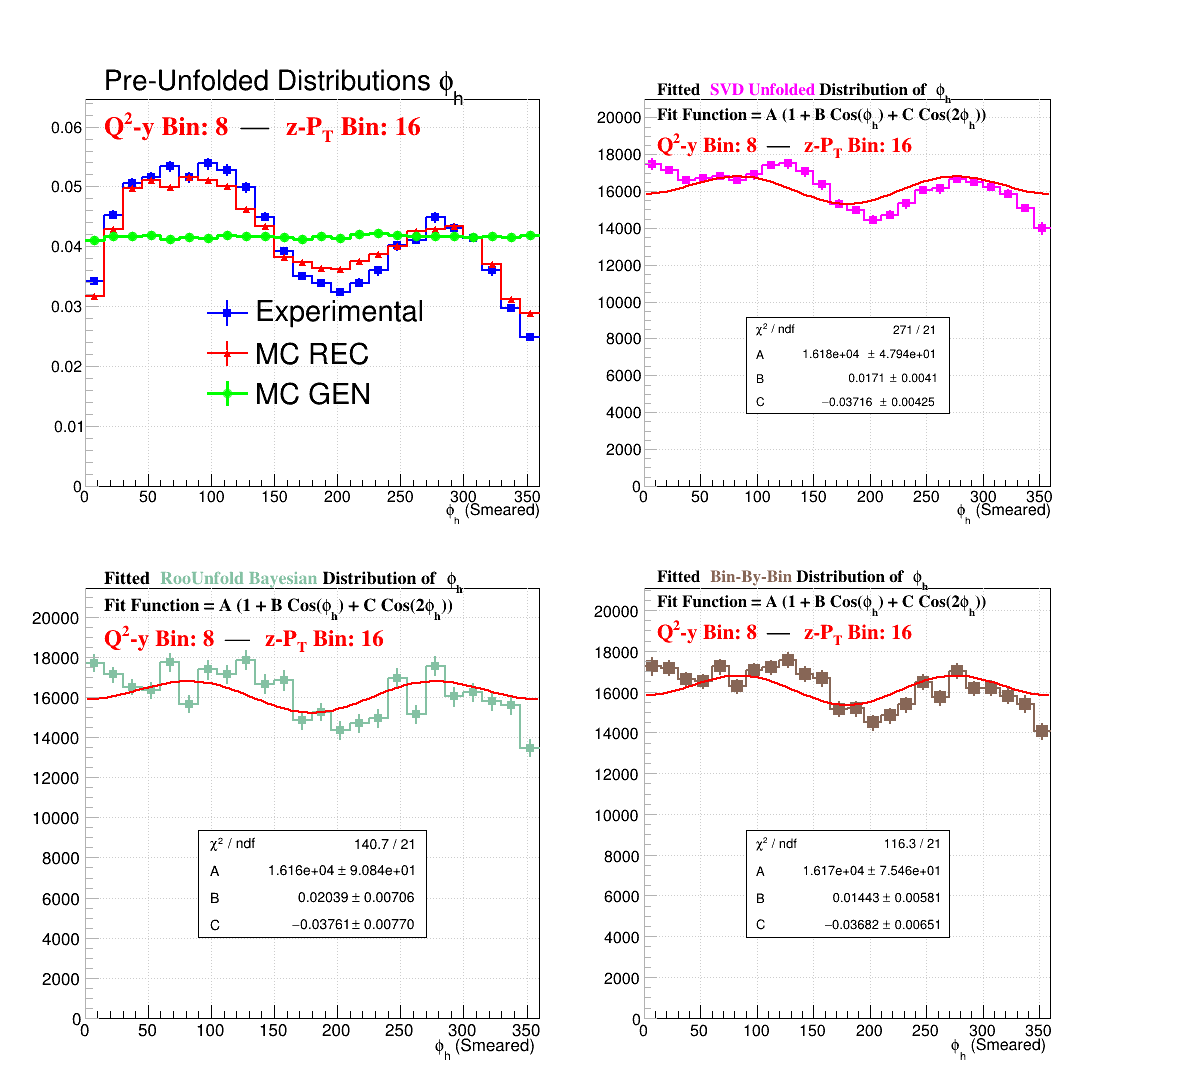 Pre-Unfolded Distributions ϕh
Q²-y Bin: 8 — z-PT Bin: 16
0.06
0.05
0.04
0.03
0.02
0.01
0
Experimental
MC REC
MC GEN
0 50 100 150 200 250 300 350
ϕh (Smeared)
Fitted SVD Unfolded Distribution of ϕh
Fit Function = A (1 + B Cos(ϕh) + C Cos(2ϕh))
Q²-y Bin: 8 — z-PT Bin: 16
20000
18000
16000
14000
12000
10000
8000
6000
4000
2000
0
χ² / ndf 271 / 21
A 1.618e+04 ± 4.794e+01
B 0.0171 ± 0.0041
C −0.03716 ± 0.00425
0 50 100 150 200 250 300 350
ϕh (Smeared)
Fitted RooUnfold Bayesian Distribution of ϕh
Fit Function = A (1 + B Cos(ϕh) + C Cos(2ϕh))
Q²-y Bin: 8 — z-PT Bin: 16
20000
18000
16000
14000
12000
10000
8000
6000
4000
2000
0
χ² / ndf 140.7 / 21
A 1.616e+04 ± 9.084e+01
B 0.02039 ± 0.00706
C −0.03761 ± 0.00770
0 50 100 150 200 250 300 350
ϕh (Smeared)
Fitted Bin-By-Bin Distribution of ϕh
Fit Function = A (1 + B Cos(ϕh) + C Cos(2ϕh))
Q²-y Bin: 8 — z-PT Bin: 16
20000
18000
16000
14000
12000
10000
8000
6000
4000
2000
0
χ² / ndf 116.3 / 21
A 1.617e+04 ± 7.546e+01
B 0.01443 ± 0.00581
C −0.03682 ± 0.00651
0 50 100 150 200 250 300 350
ϕh (Smeared)